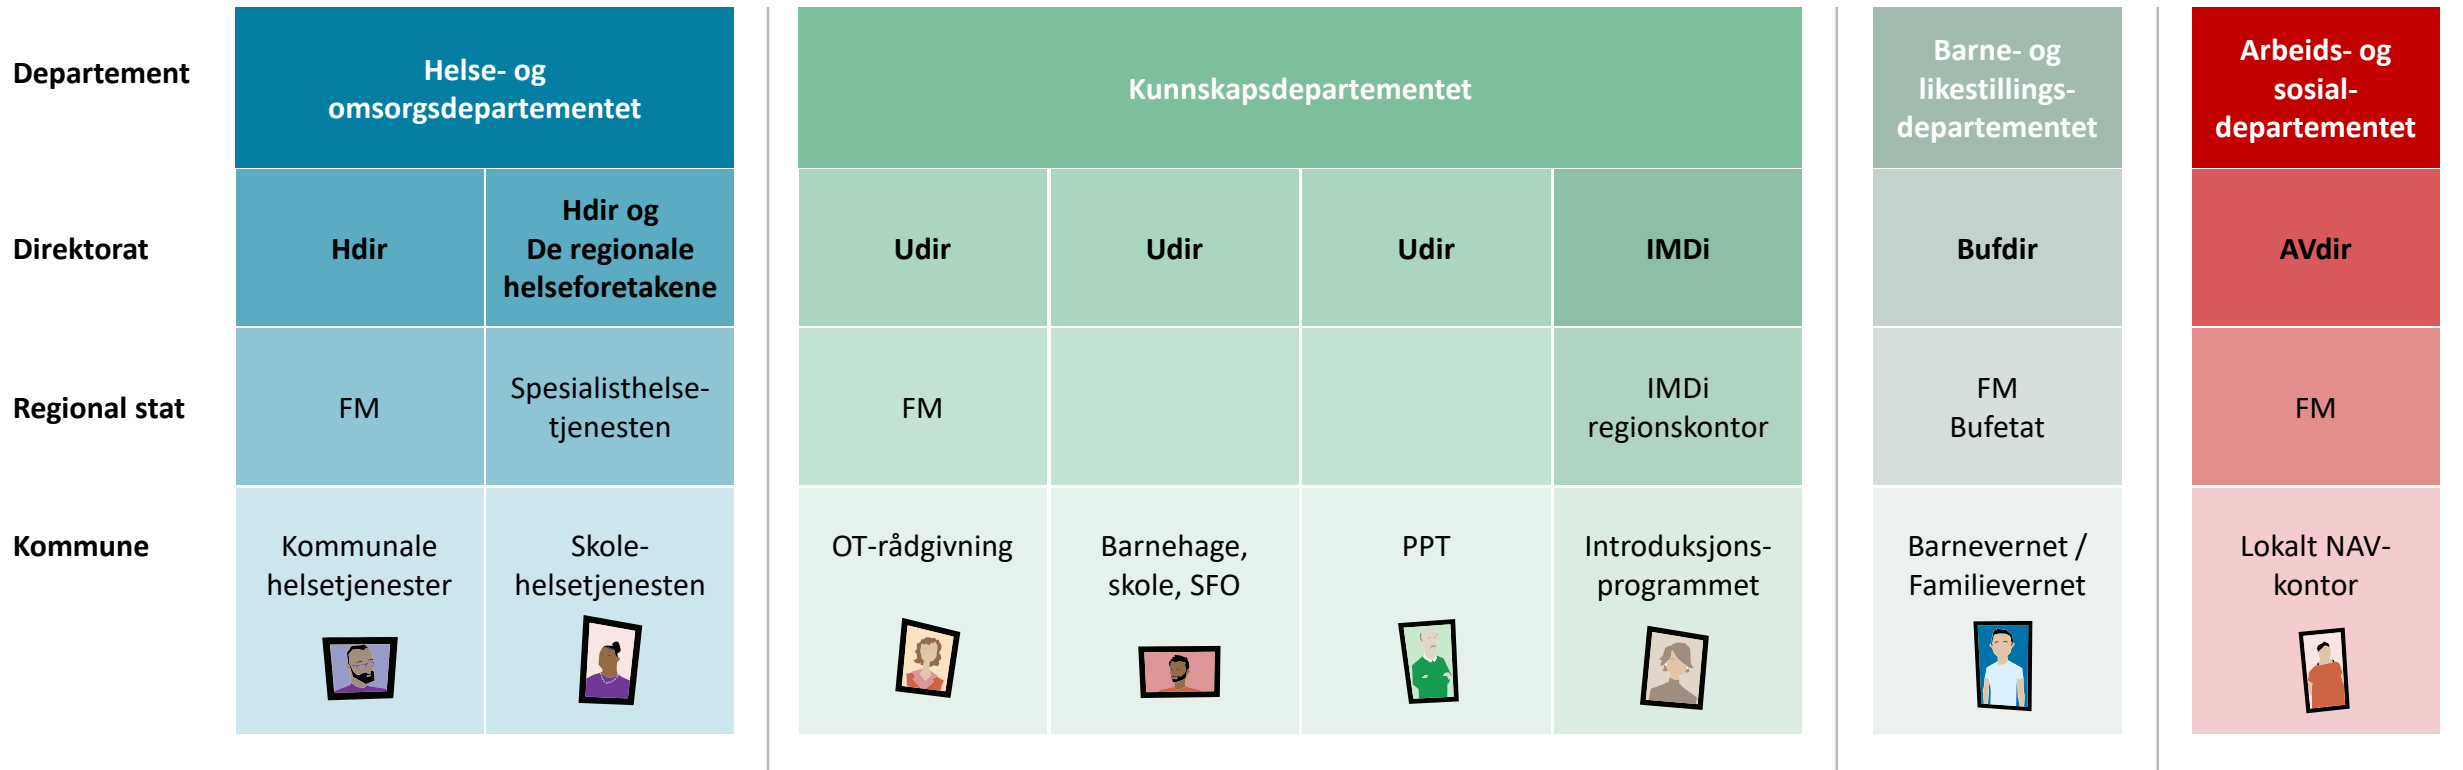 Departement
Helse- og
omsorgsdepartementet
Kunnskapsdepartementet
Barne- og
likestillings-
departementet
Arbeids- og
sosial-
departementet
Direktorat
Hdir
Hdir og
De regionale
helseforetakene
Udir
Udir
Udir
IMDi
Bufdir
AVdir
Regional stat
FM
Spesialisthelse-
tjenesten
FM
IMDi
regionskontor
FM
Bufetat
FM
Kommune
Kommunale
helsetjenester
Skole-
helsetjenesten
OT-rådgivning
Barnehage,
skole, SFO
PPT
Introduksjons-
programmet
Barnevernet /
Familievernet
Lokalt NAV-
kontor